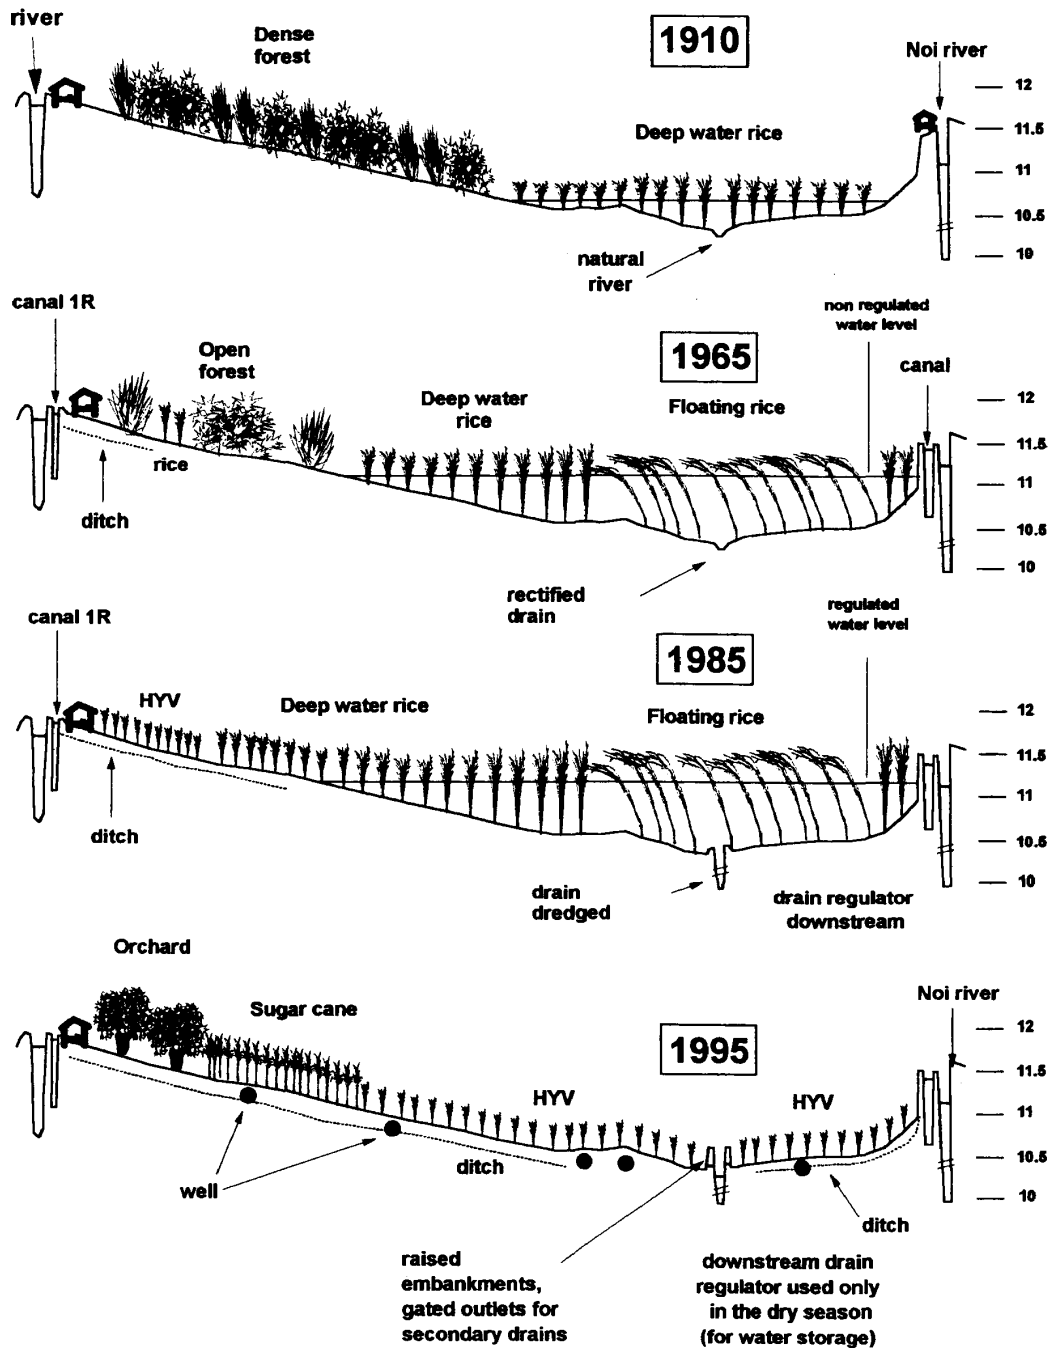 river
Dense
forest
1910
Noi river
12
Deep water rice
11.5
11
10.5
10
natural
river
canal 1R
non regulated
water level
Open
forest
1965
canal
Deep water
rice
Floating rice
12
11.5
rice
11
ditch
10.5
10
rectified
drain
canal 1R
regulated
water level
1985
HYV
Deep water rice
Floating rice
12
11.5
11
ditch
10.5
10
drain
dredged
drain regulator
downstream
Orchard
Noi river
Sugar cane
12
1995
11.5
HYV
HYV
11
10.5
ditch
well
10
ditch
raised
embankments,
gated outlets for
secondary drains
downstream drain
regulator used only
in the dry season
(for water storage)